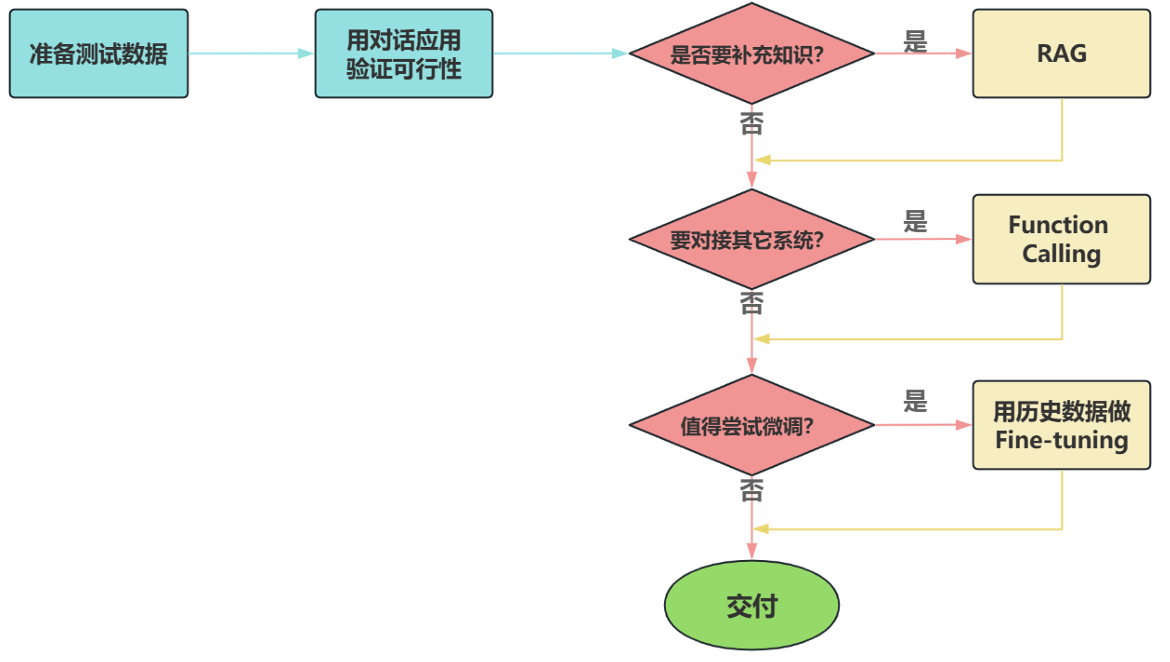 准备测试数据
用对话应用
验证可行性
是否要补充知识？
是
RAG
否
要对接其它系统？
是
Function
Calling
否
值得尝试微调？
是
用历史数据做
Fine-tuning
否
交付